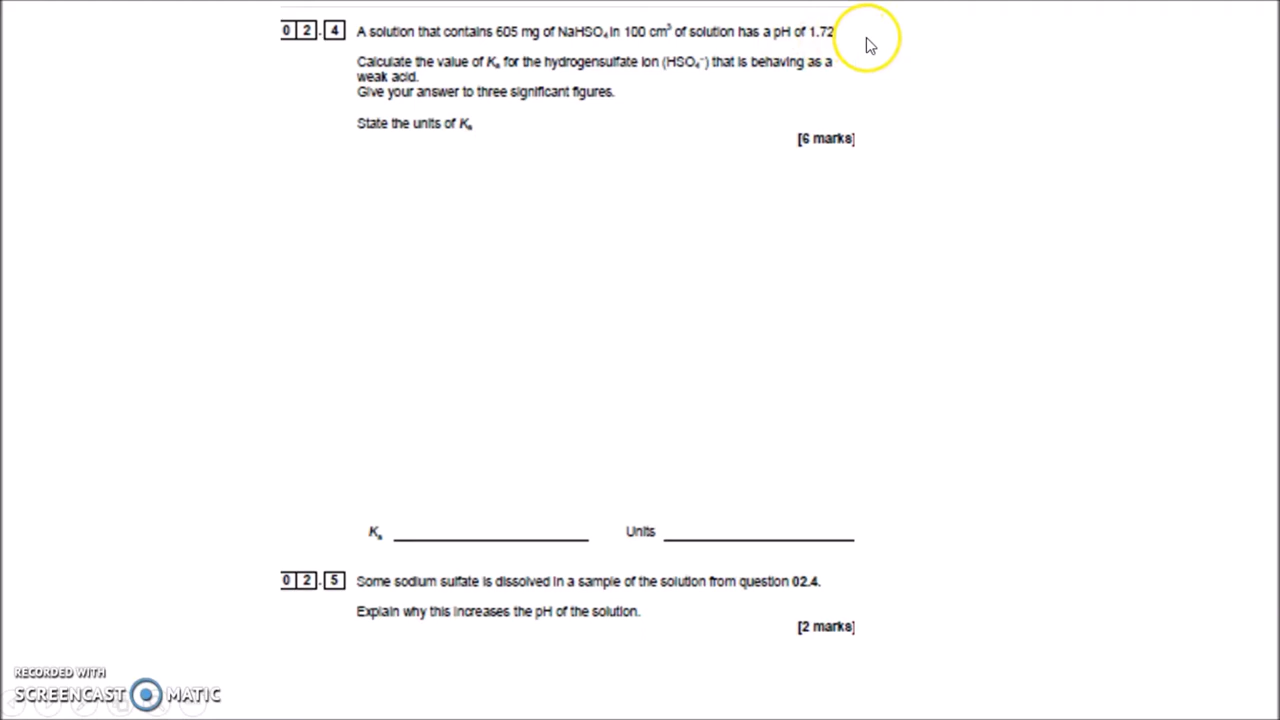 02.4 A solution that contains 605 mg of NaHSO₄ in 100 cm³ of solution has a pH of 1.72
Calculate the value of Kₐ for the hydrogensulfate ion (HSO₄⁻) that is behaving as a
weak acid.
Give your answer to three significant figures.
State the units of Kₐ
[6 marks]
Kₐ ____________ Units ____________
02.5 Some sodium sulfate is dissolved in a sample of the solution from question 02.4.
Explain why this increases the pH of the solution.
[2 marks]
RECORDED WITH
SCREENCAST MATIC